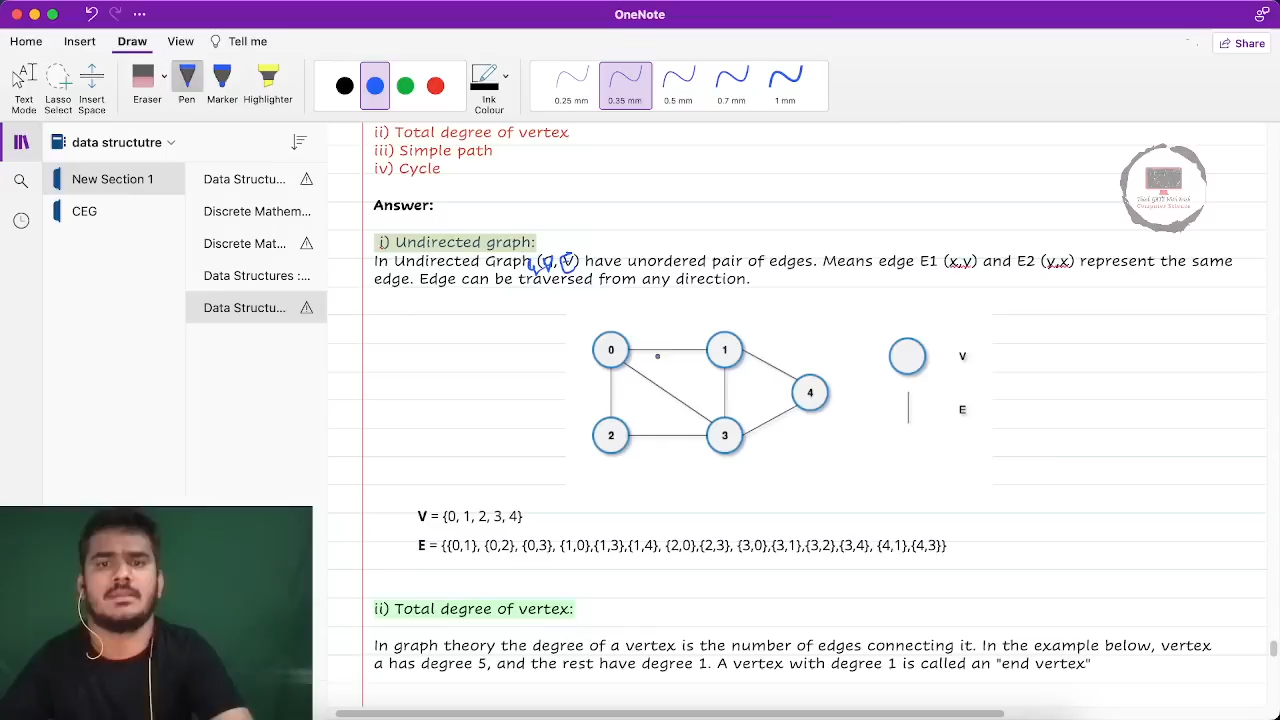 OneNote
Home Insert Draw View Tell me
Share
Text Mode
Lasso Select
Insert Space
Eraser
Pen
Marker
Highlighter
Ink Colour
0.25 mm
0.35 mm
0.5 mm
0.7 mm
1 mm
data structutre
New Section 1
CEG
Data Structu...
Discrete Mathem...
Discrete Mat...
Data Structures :...
Data Structu...
ii) Total degree of vertex
iii) Simple path
iv) Cycle
Answer:
i) Undirected graph:
In Undirected Graph (V, V) have unordered pair of edges. Means edge E1 (x,y) and E2 (y,x) represent the same
edge. Edge can be traversed from any direction.
0
1
4
2
3
V
E
V = {0, 1, 2, 3, 4}
E = {{0,1}, {0,2}, {0,3}, {1,0},{1,3},{1,4}, {2,0},{2,3}, {3,0},{3,1},{3,2},{3,4}, {4,1},{4,3}}
ii) Total degree of vertex:
In graph theory the degree of a vertex is the number of edges connecting it. In the example below, vertex
a has degree 5, and the rest have degree 1. A vertex with degree 1 is called an "end vertex"
Computer Science